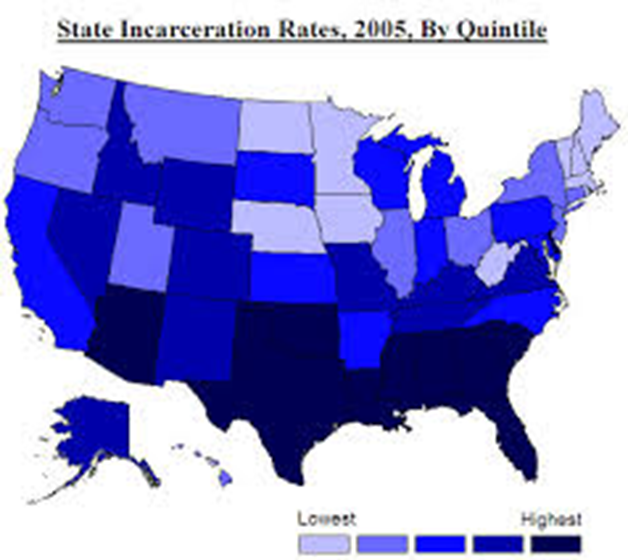 State Incarceration Rates, 2005, By Quintile
Lowest Highest